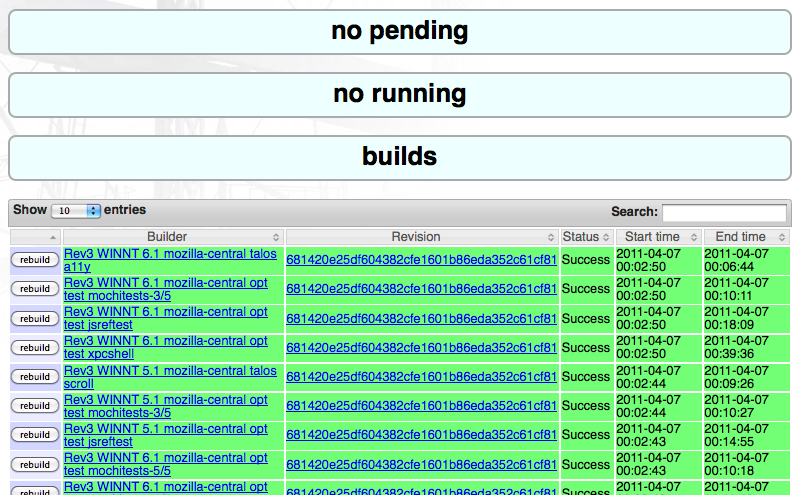 no pending
no running
builds
Show 10 entries Search:
Builder Revision Status Start time End time
rebuild Rev3 WINNT 6.1 mozilla-central talos a11y 681420e25df604382cfe1601b86eda352c61cf81 Success 2011-04-07 00:02:50 2011-04-07 00:06:44
rebuild Rev3 WINNT 6.1 mozilla-central opt test mochitests-3/5 681420e25df604382cfe1601b86eda352c61cf81 Success 2011-04-07 00:02:50 2011-04-07 00:10:11
rebuild Rev3 WINNT 6.1 mozilla-central opt test jsreftest 681420e25df604382cfe1601b86eda352c61cf81 Success 2011-04-07 00:02:50 2011-04-07 00:18:09
rebuild Rev3 WINNT 6.1 mozilla-central opt test xpcshell 681420e25df604382cfe1601b86eda352c61cf81 Success 2011-04-07 00:02:50 2011-04-07 00:39:36
rebuild Rev3 WINNT 5.1 mozilla-central talos scroll 681420e25df604382cfe1601b86eda352c61cf81 Success 2011-04-07 00:02:44 2011-04-07 00:09:26
rebuild Rev3 WINNT 5.1 mozilla-central opt test mochitests-3/5 681420e25df604382cfe1601b86eda352c61cf81 Success 2011-04-07 00:02:44 2011-04-07 00:10:27
rebuild Rev3 WINNT 5.1 mozilla-central opt test jsreftest 681420e25df604382cfe1601b86eda352c61cf81 Success 2011-04-07 00:02:43 2011-04-07 00:14:55
rebuild Rev3 WINNT 6.1 mozilla-central opt test mochitests-5/5 681420e25df604382cfe1601b86eda352c61cf81 Success 2011-04-07 00:02:43 2011-04-07 00:10:18
Rev3 WINNT 5.1 mozilla-central opt 2011-04-07 2011-04-07